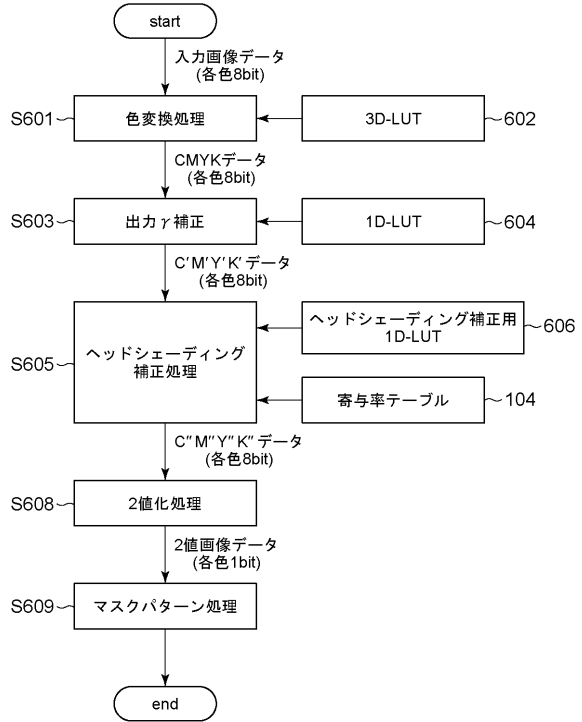 start
入力画像データ
(各色8bit)
S601
色変換処理
3D-LUT
602
CMYKデータ
(各色8bit)
S603
出力γ補正
1D-LUT
604
C'M'Y'K'データ
(各色8bit)
S605
ヘッドシェーディング
補正処理
ヘッドシェーディング補正用
1D-LUT
606
寄与率テーブル
104
C"M"Y"K"データ
(各色8bit)
S608
2値化処理
2値画像データ
(各色1bit)
S609
マスクパターン処理
end